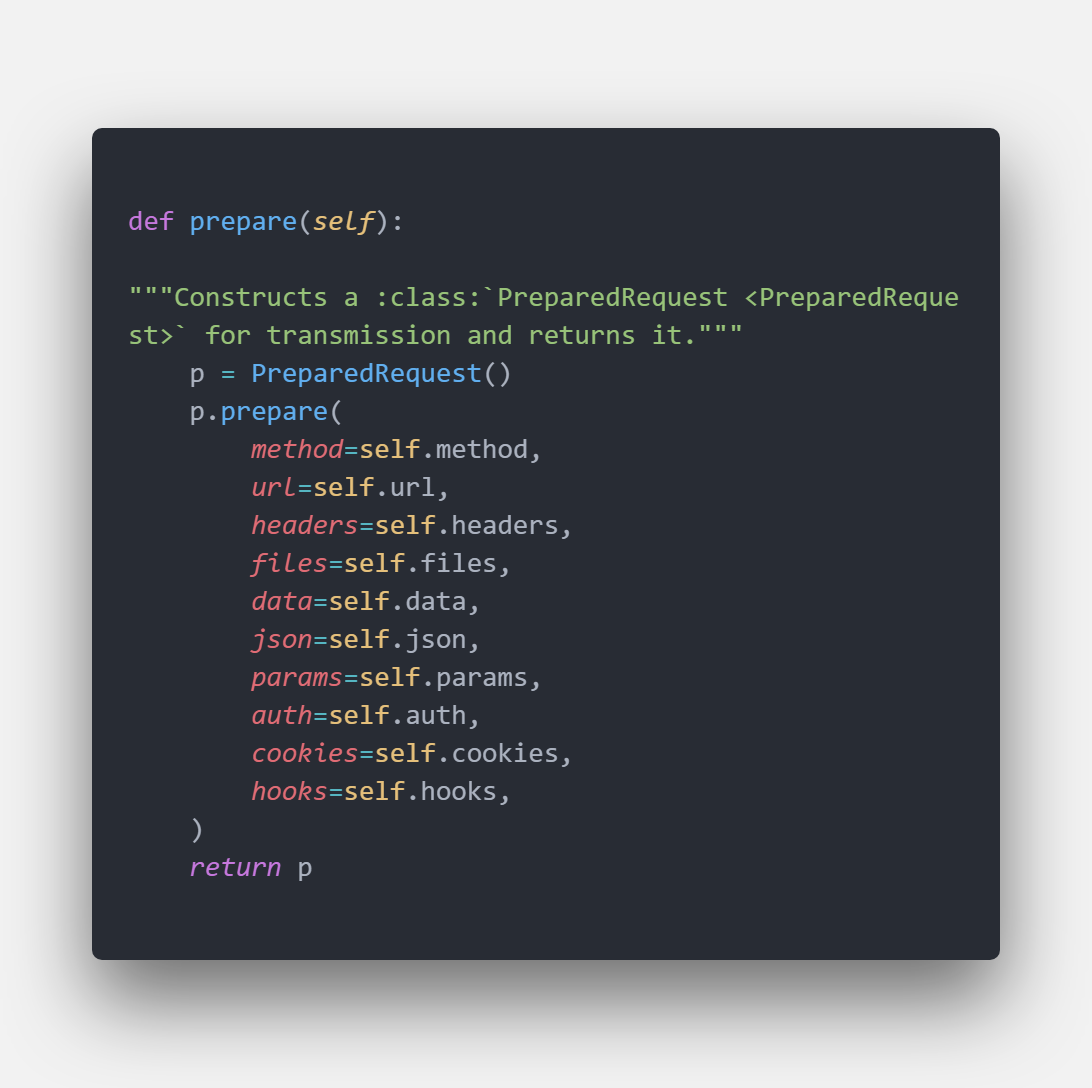 def prepare(self):

"""Constructs a :class:`PreparedRequest <PreparedReque
st>` for transmission and returns it."""
    p = PreparedRequest()
    p.prepare(
        method=self.method,
        url=self.url,
        headers=self.headers,
        files=self.files,
        data=self.data,
        json=self.json,
        params=self.params,
        auth=self.auth,
        cookies=self.cookies,
        hooks=self.hooks,
    )
    return p